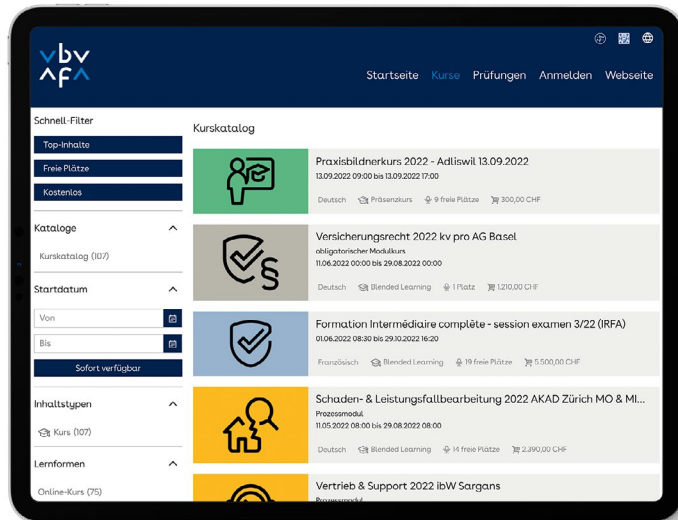 vbv
AFA
Startseite Kurse Prüfungen Anmelden Webseite
Schnell-Filter
Top-Inhalte
Freie Plätze
Kostenlos
Kataloge
Kurskatalog (107)
Startdatum
Von
Bis
Sofort verfügbar
Inhaltstypen
Kurs (107)
Lernformen
Online-Kurs (75)
Kurskatalog
Praxisbildnerkurs 2022 - Adliswil 13.09.2022
13.09.2022 09:00 bis 13.09.2022 17:00
Deutsch Präsenzkurs 9 freie Plätze 300,00 CHF
Versicherungsrecht 2022 kv pro AG Basel
obligatorischer Modulkurs
11.06.2022 00:00 bis 29.08.2022 00:00
Deutsch Blended Learning 1 Platz 1.210,00 CHF
Formation Intermédiaire complète - session examen 3/22 (IRFA)
01.06.2022 08:30 bis 29.10.2022 16:20
Französisch Blended Learning 19 freie Plätze 5.500,00 CHF
Schaden- & Leistungsfallbearbeitung 2022 AKAD Zürich MO & MI...
Prozessmodul
11.05.2022 08:00 bis 29.08.2022 08:00
Deutsch Blended Learning 14 freie Plätze 2.390,00 CHF
§
Vertrieb & Support 2022 ibW Sargans
Prozessmodul